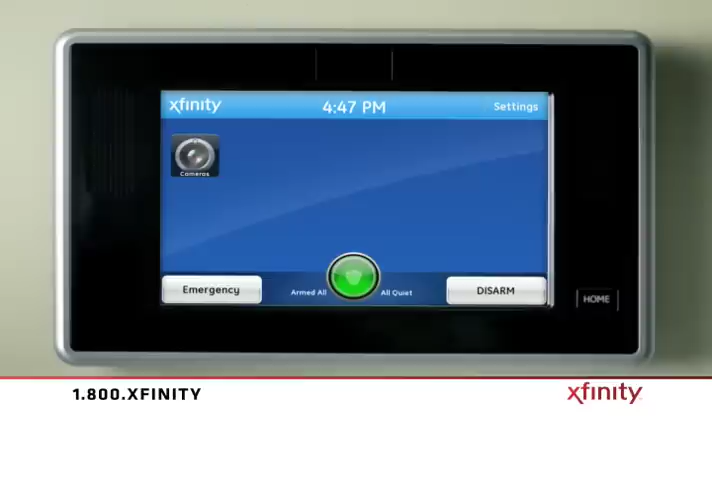 xfinity 4:47 PM Settings
Cameras
Emergency Armed All All Quiet DISARM
HOME
1.800.XFINITY xfinity